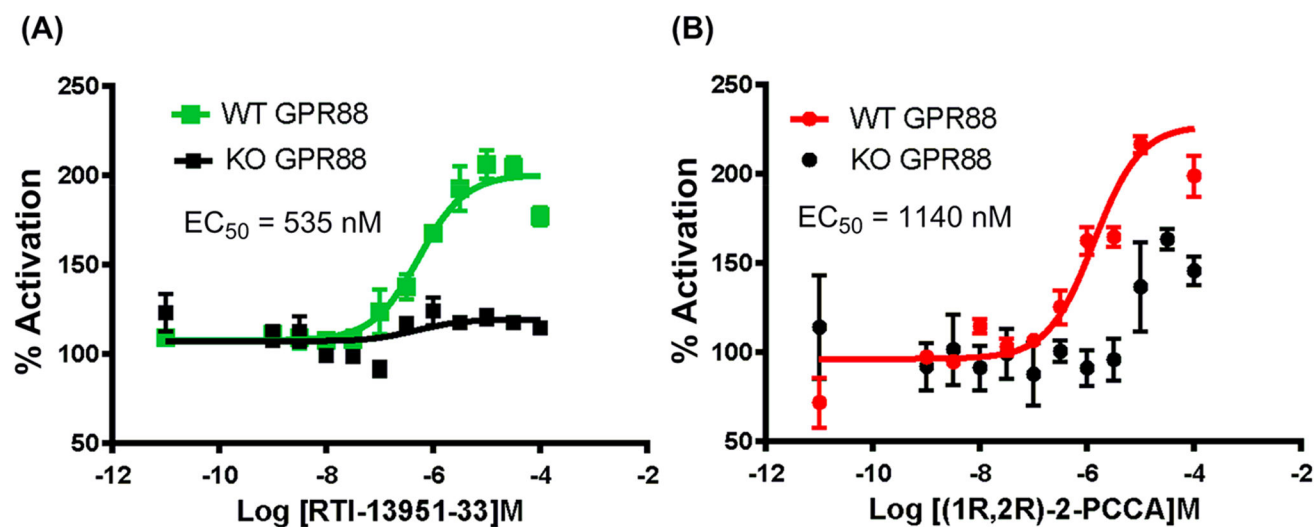 (A)
250
200
150
100
50
% Activation
WT GPR88
KO GPR88
EC50 = 535 nM
-12 -10 -8 -6 -4 -2
Log [RTI-13951-33]M
(B)
250
200
150
100
50
% Activation
WT GPR88
KO GPR88
EC50 = 1140 nM
-12 -10 -8 -6 -4 -2
Log [(1R,2R)-2-PCCA]M